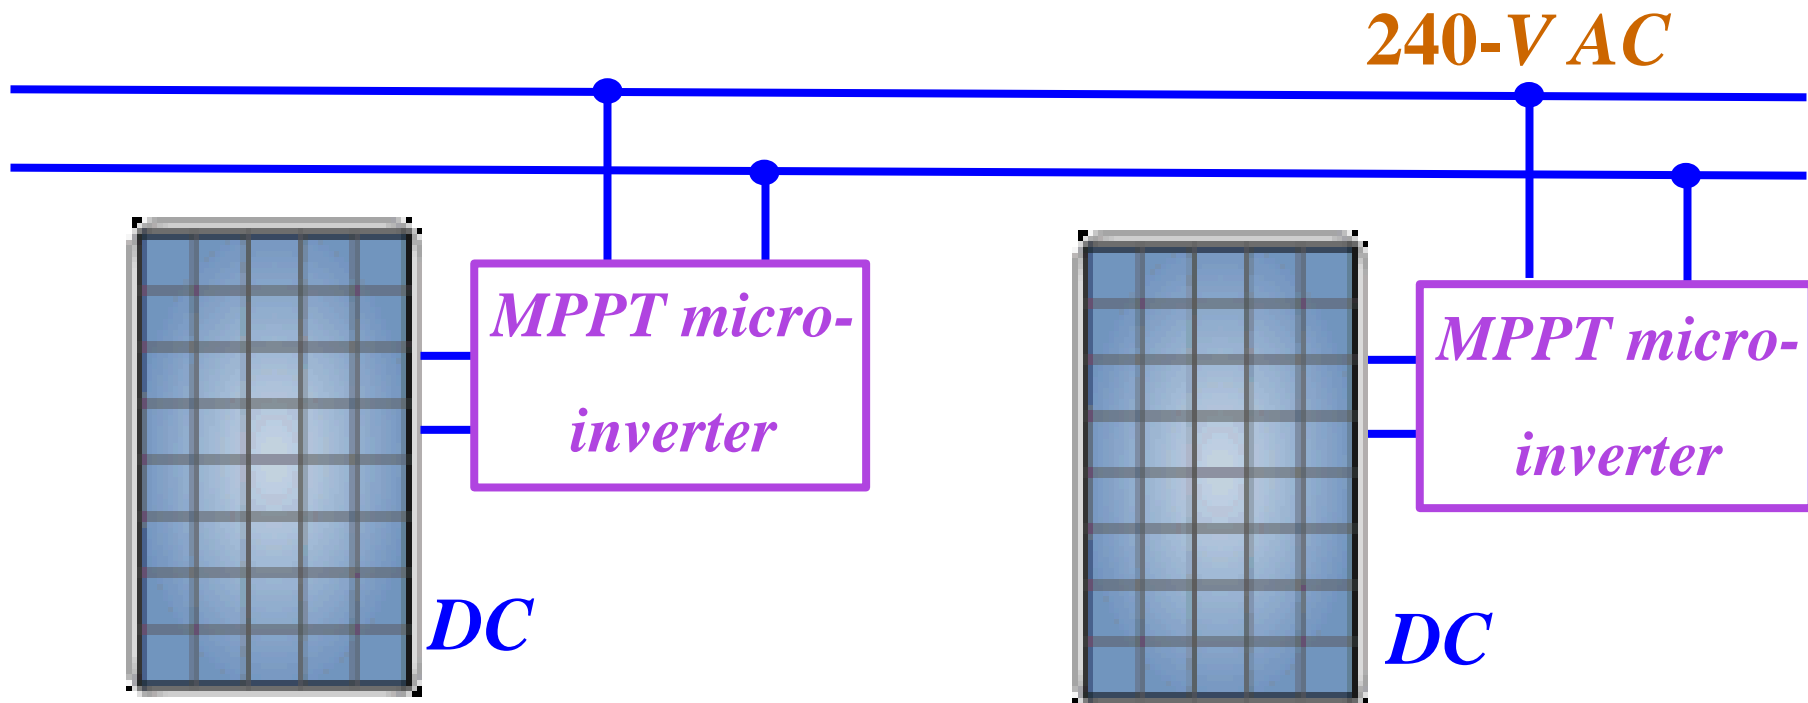 240-V AC
MPPT micro-
inverter
MPPT micro-
inverter
DC
DC